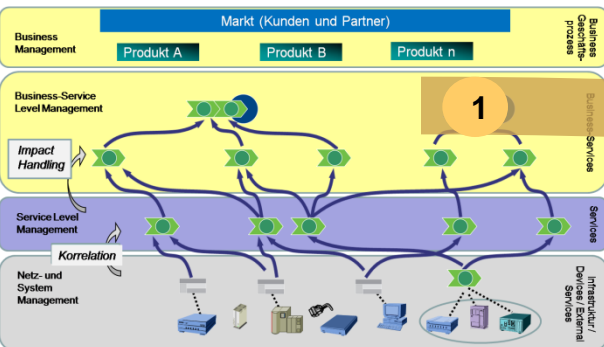 Markt (Kunden und Partner)
Business
Management
Produkt A
Produkt B
Produkt n
Business
Geschäfts-
prozess
Business-Service
Level Management
1
Business-Services
Impact
Handling
Service Level
Management
Services
Korrelation
Netz- und
System
Management
Infrastruktur /
Devices / External
Services